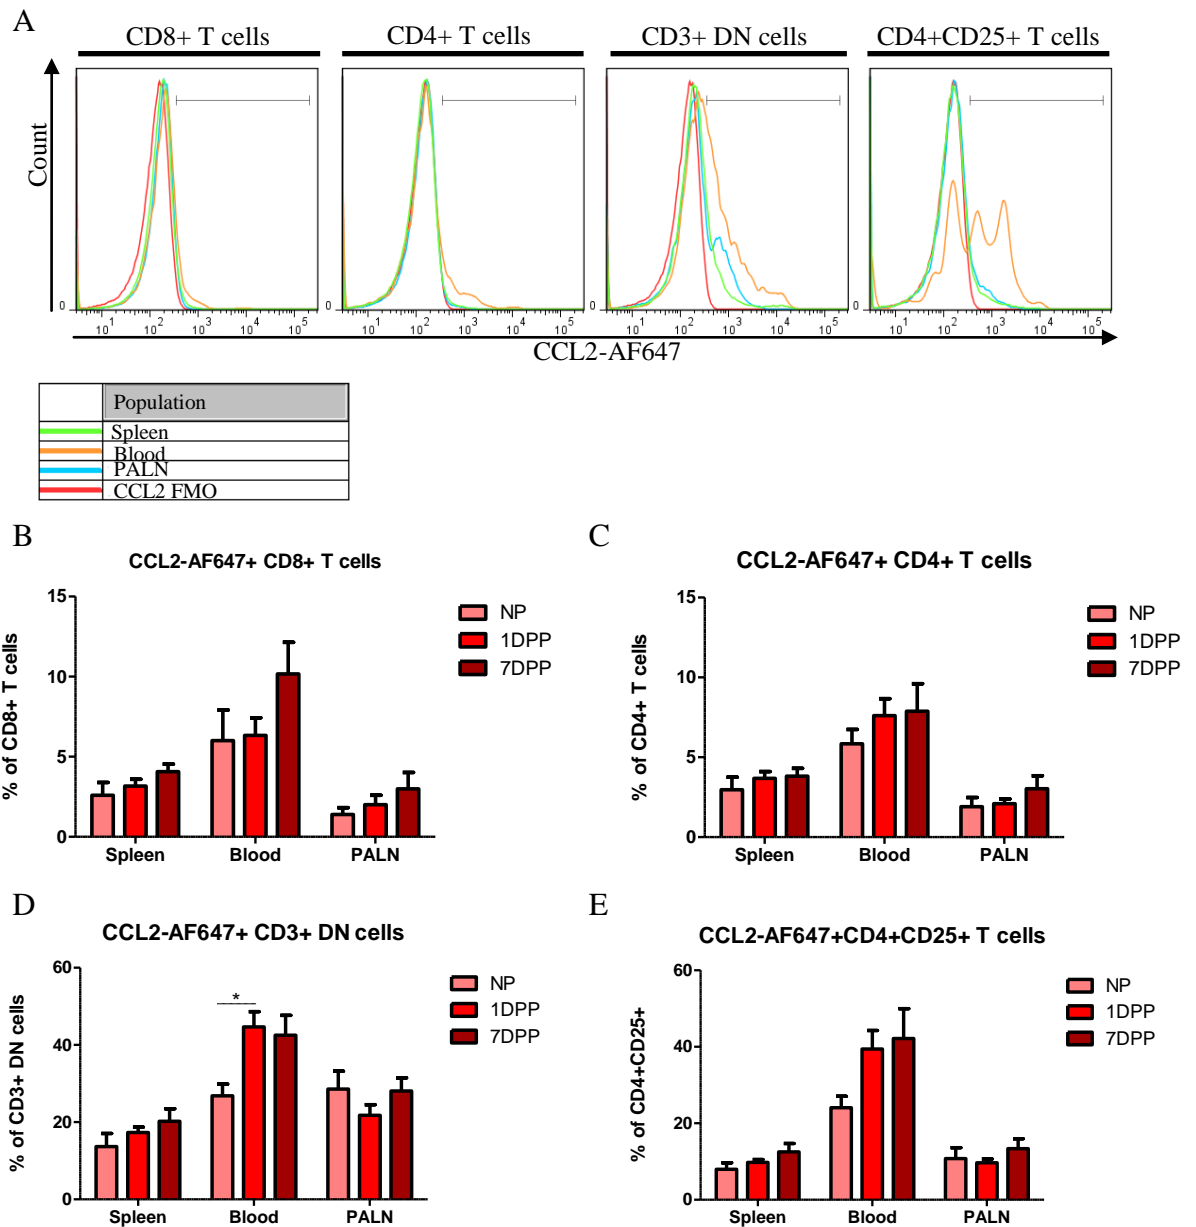 A
CD8+ T cells
CD4+ T cells
CD3+ DN cells
CD4+CD25+ T cells
Count
0
0
0
0
10^1 10^2 10^3 10^4 10^5
10^1 10^2 10^3 10^4 10^5
10^1 10^2 10^3 10^4 10^5
10^1 10^2 10^3 10^4 10^5
CCL2-AF647
Population
Spleen
Blood
PALN
CCL2 FMO
B
CCL2-AF647+ CD8+ T cells
% of CD8+ T cells
15
10
5
0
Spleen Blood PALN
NP
1DPP
7DPP
C
CCL2-AF647+ CD4+ T cells
% of CD4+ T cells
15
10
5
0
Spleen Blood PALN
NP
1DPP
7DPP
D
CCL2-AF647+ CD3+ DN cells
% of CD3+ DN cells
60
40
20
0
*
Spleen Blood PALN
NP
1DPP
7DPP
E
CCL2-AF647+CD4+CD25+ T cells
% of CD4+CD25+
60
40
20
0
Spleen Blood PALN
NP
1DPP
7DPP